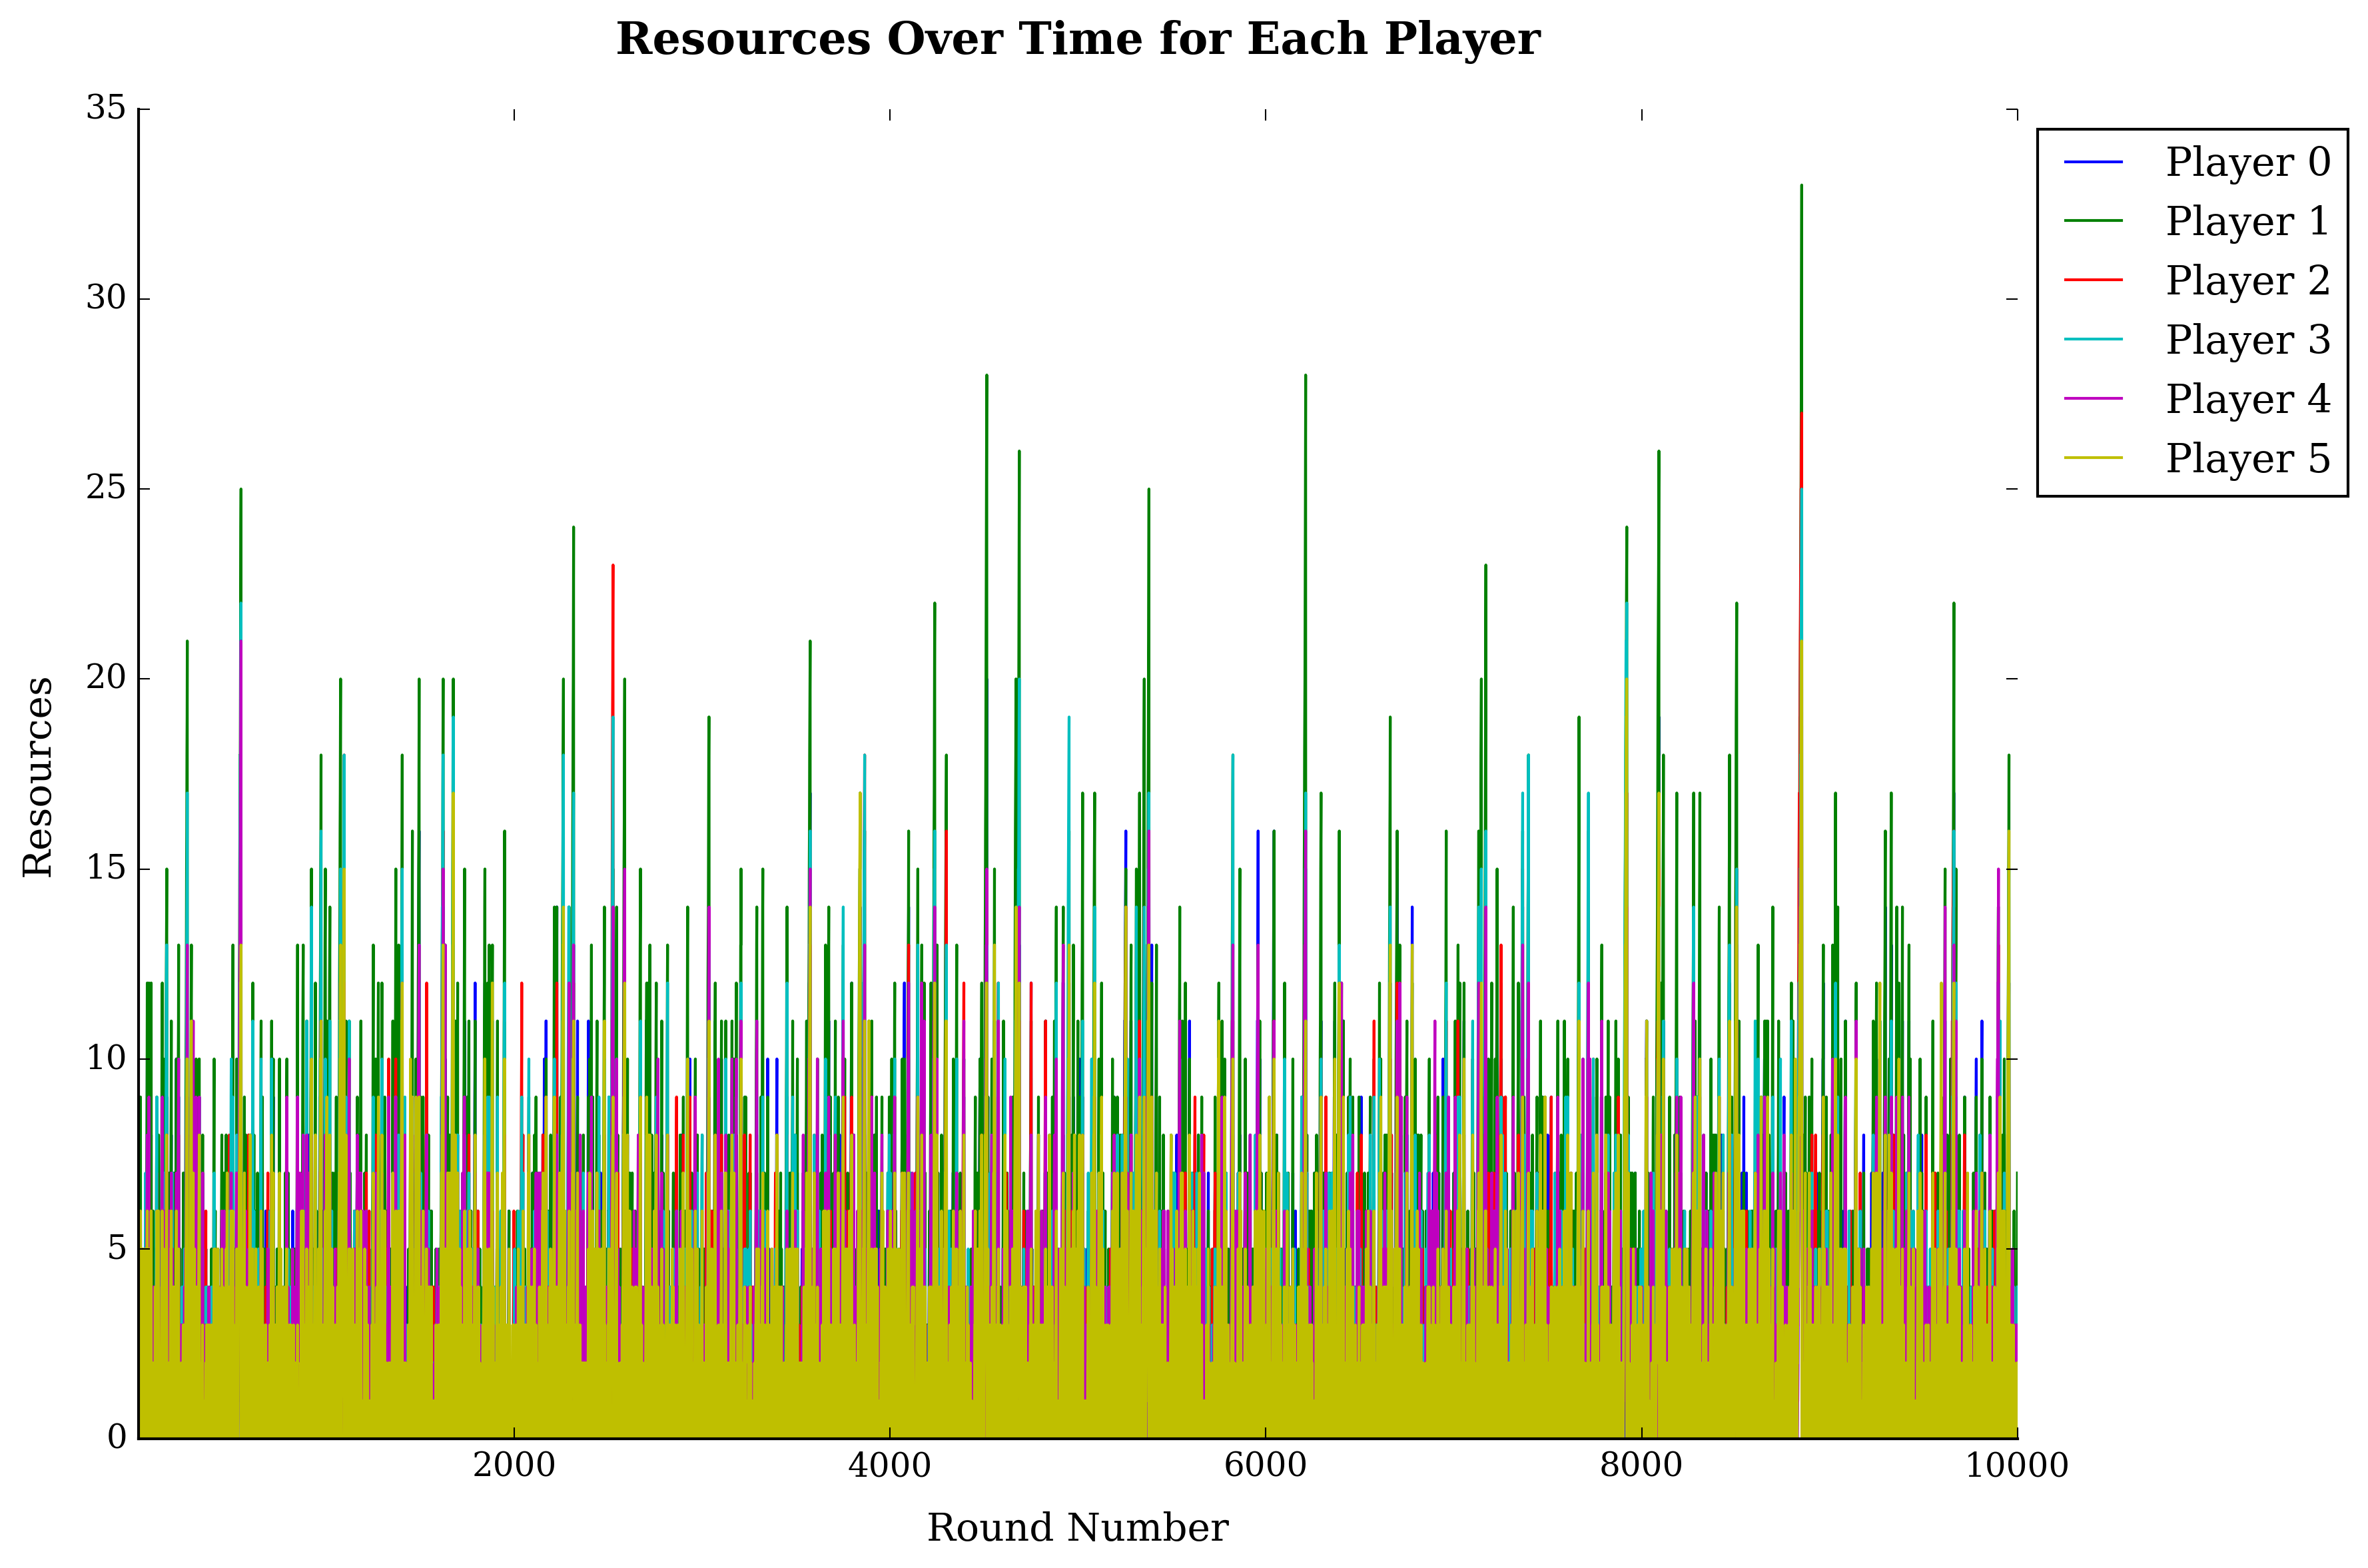 Resources Over Time for Each Player
35
30
25
20
15
10
5
0
Resources
2000 4000 6000 8000 10000
Round Number
Player 0
Player 1
Player 2
Player 3
Player 4
Player 5